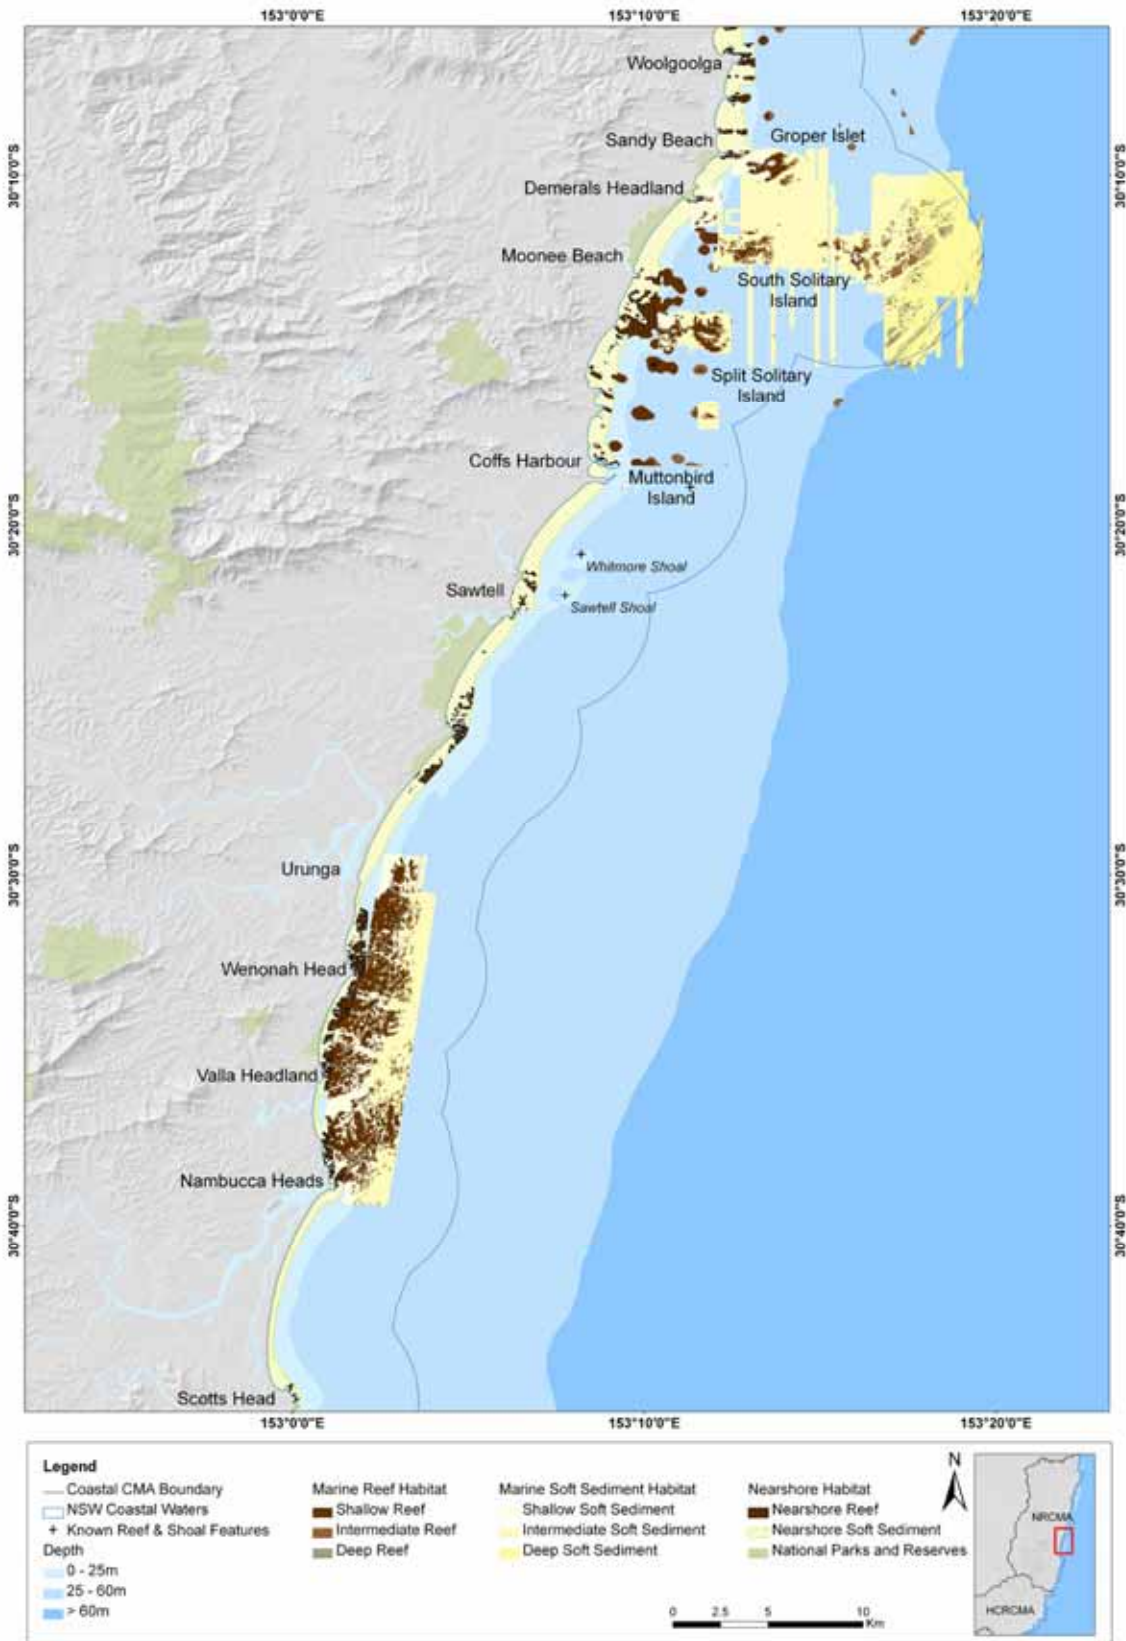 153°0'0"E
153°10'0"E
153°20'0"E
Woolgoolga
Sandy Beach
Groper Islet
30°10'0"S
30°10'0"S
Demerals Headland
Moonee Beach
South Solitary
Island
Split Solitary
Island
Coffs Harbour
Muttonbird
Island
30°20'0"S
30°20'0"S
Whitmore Shoal
Sawtell
Sawtell Shoal
Urunga
30°30'0"S
30°30'0"S
Wenonah Head
Valla Headland
Nambucca Heads
30°40'0"S
30°40'0"S
Scotts Head
153°0'0"E
153°10'0"E
153°20'0"E
Legend
Coastal CMA Boundary
NSW Coastal Waters
Known Reef & Shoal Features
Depth
0 - 25m
25 - 60m
> 60m
Marine Reef Habitat
Shallow Reef
Intermediate Reef
Deep Reef
Marine Soft Sediment Habitat
Shallow Soft Sediment
Intermediate Soft Sediment
Deep Soft Sediment
Nearshore Habitat
Nearshore Reef
Nearshore Soft Sediment
National Parks and Reserves
0 2.5 5 10
Km
N
NRCMA
HCRCMA